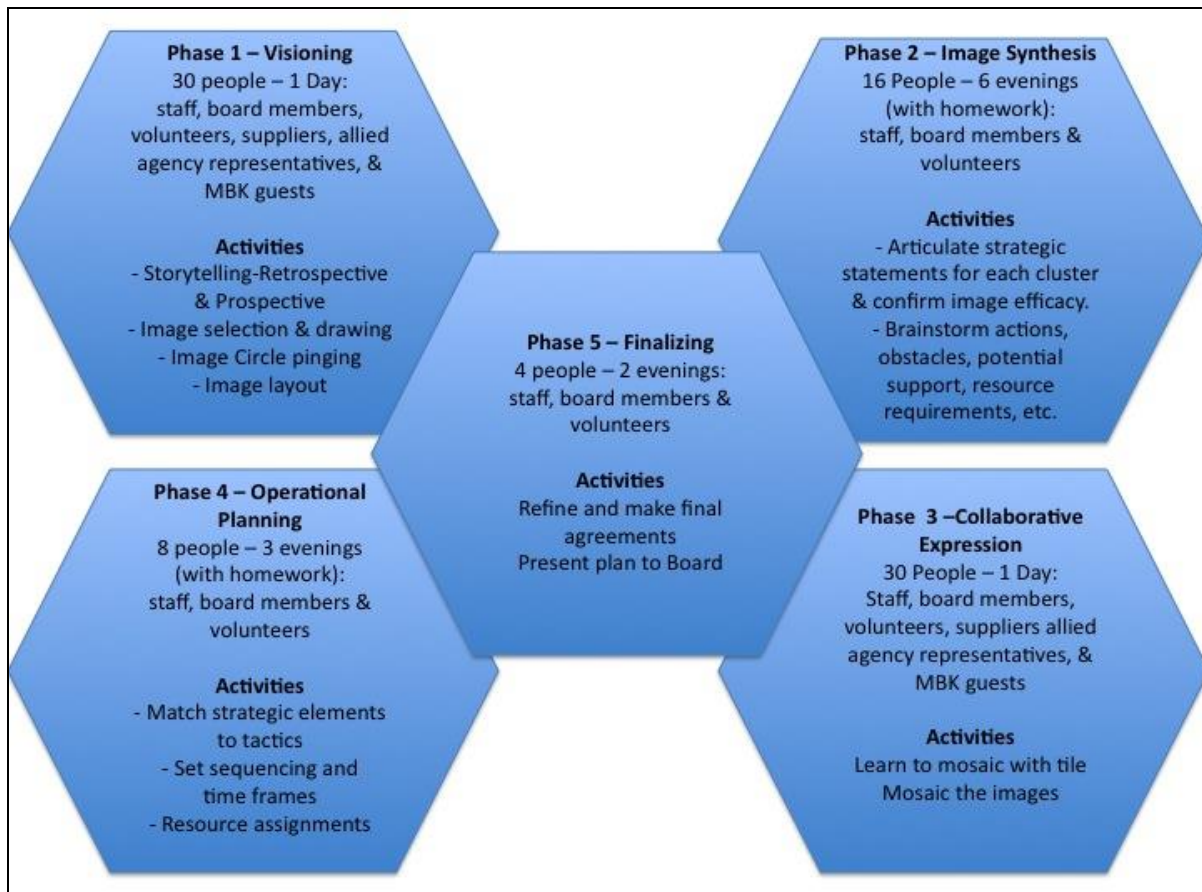 Phase 1 – Visioning
30 people – 1 Day:
staff, board members,
volunteers, suppliers, allied
agency representatives, &
MBK guests
Activities
- Storytelling-Retrospective
& Prospective
- Image selection & drawing
- Image Circle pinging
- Image layout
Phase 2 – Image Synthesis
16 People – 6 evenings
(with homework):
staff, board members &
volunteers
Activities
- Articulate strategic
statements for each cluster
& confirm image efficacy.
- Brainstorm actions,
obstacles, potential
support, resource
requirements, etc.
Phase 5 – Finalizing
4 people – 2 evenings:
staff, board members &
volunteers
Activities
Refine and make final
agreements
Present plan to Board
Phase 4 – Operational
Planning
8 people – 3 evenings
(with homework):
staff, board members &
volunteers
Activities
- Match strategic elements
to tactics
- Set sequencing and
time frames
- Resource assignments
Phase 3 –Collaborative
Expression
30 People – 1 Day:
Staff, board members,
volunteers, suppliers allied
agency representatives, &
MBK guests
Activities
Learn to mosaic with tile
Mosaic the images